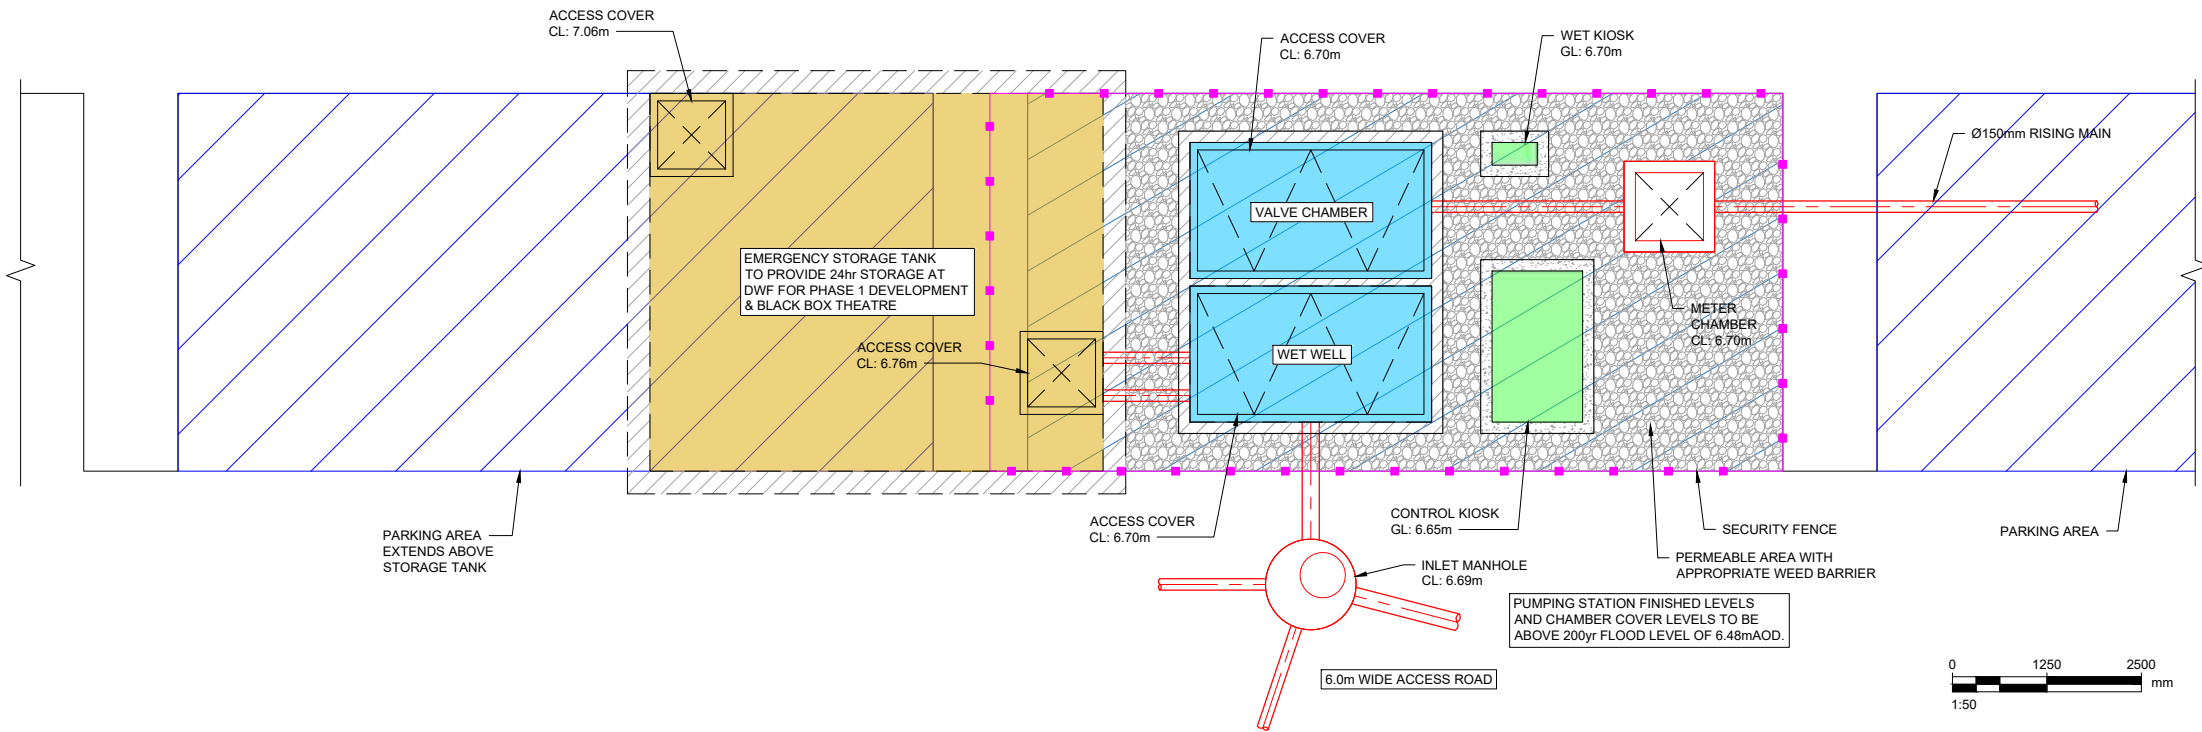 ACCESS COVER
CL: 7.06m
ACCESS COVER
CL: 6.70m
WET KIOSK
GL: 6.70m
Ø150mm RISING MAIN
VALVE CHAMBER
EMERGENCY STORAGE TANK
TO PROVIDE 24hr STORAGE AT
DWF FOR PHASE 1 DEVELOPMENT
& BLACK BOX THEATRE
METER
CHAMBER
CL: 6.70m
ACCESS COVER
CL: 6.76m
WET WELL
PARKING AREA
EXTENDS ABOVE
STORAGE TANK
ACCESS COVER
CL: 6.70m
CONTROL KIOSK
GL: 6.65m
SECURITY FENCE
PARKING AREA
PERMEABLE AREA WITH
APPROPRIATE WEED BARRIER
INLET MANHOLE
CL: 6.69m
PUMPING STATION FINISHED LEVELS
AND CHAMBER COVER LEVELS TO BE
ABOVE 200yr FLOOD LEVEL OF 6.48mAOD.
6.0m WIDE ACCESS ROAD
0 1250 2500
mm
1:50